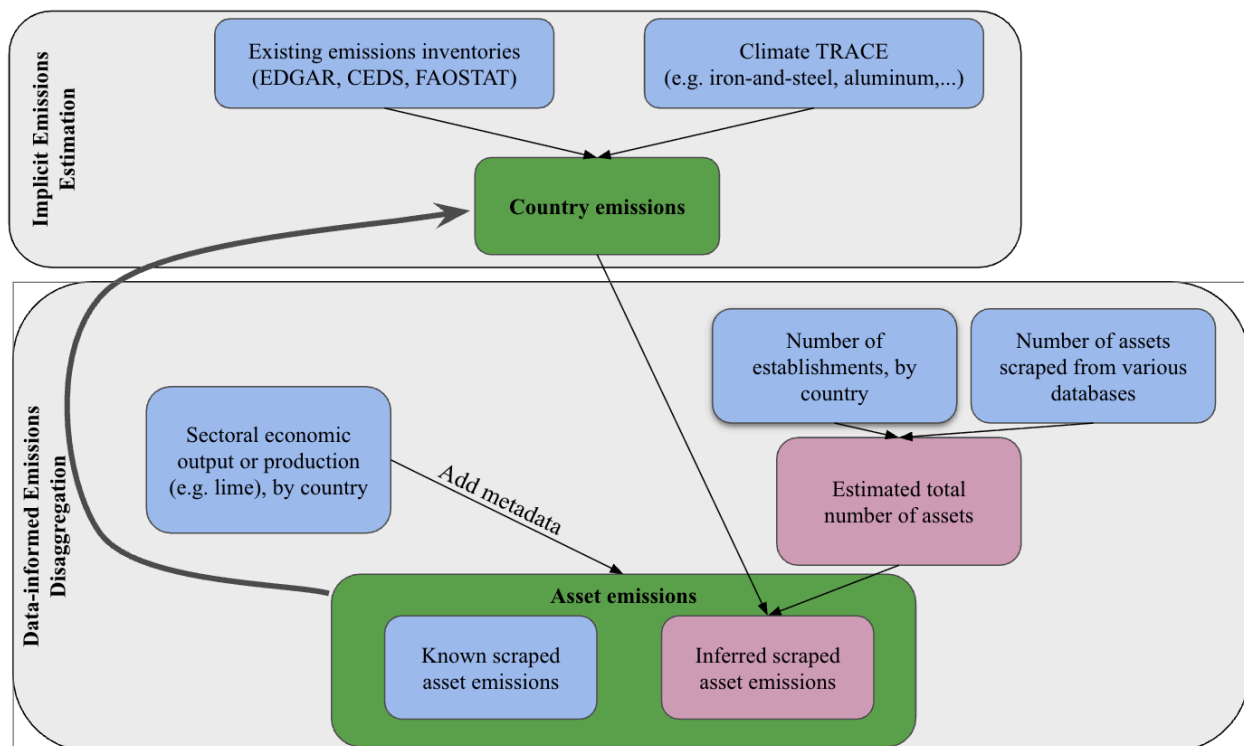 Implicit Emissions
Estimation
Existing emissions inventories
(EDGAR, CEDS, FAOSTAT)
Climate TRACE
(e.g. iron-and-steel, aluminum,...)
Country emissions
Data-informed Emissions
Disaggregation
Number of
establishments, by
country
Number of assets
scraped from various
databases
Sectoral economic
output or production
(e.g. lime), by country
Add metadata
Estimated total
number of assets
Asset emissions
Known scraped
asset emissions
Inferred scraped
asset emissions